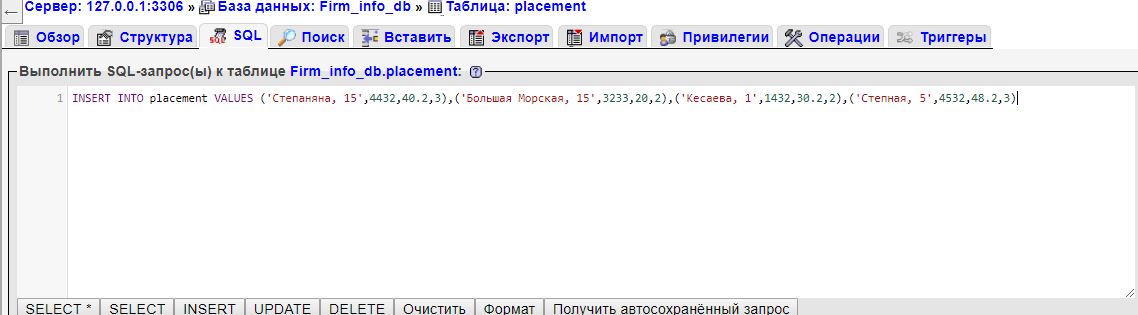 ← Сервер: 127.0.0.1:3306 » База данных: Firm_info_db » Таблица: placement
Обзор Структура SQL Поиск Вставить Экспорт Импорт Привилегии Операции Триггеры
Выполнить SQL-запрос(ы) к таблице Firm_info_db.placement:
1 INSERT INTO placement VALUES ('Степаняна, 15',4432,40.2,3),('Большая Морская, 15',3233,20,2),('Кесаева, 1',1432,30.2,2),('Степная, 5',4532,48.2,3)
SELECT * SELECT INSERT UPDATE DELETE Очистить Формат Получить автосохранённый запрос